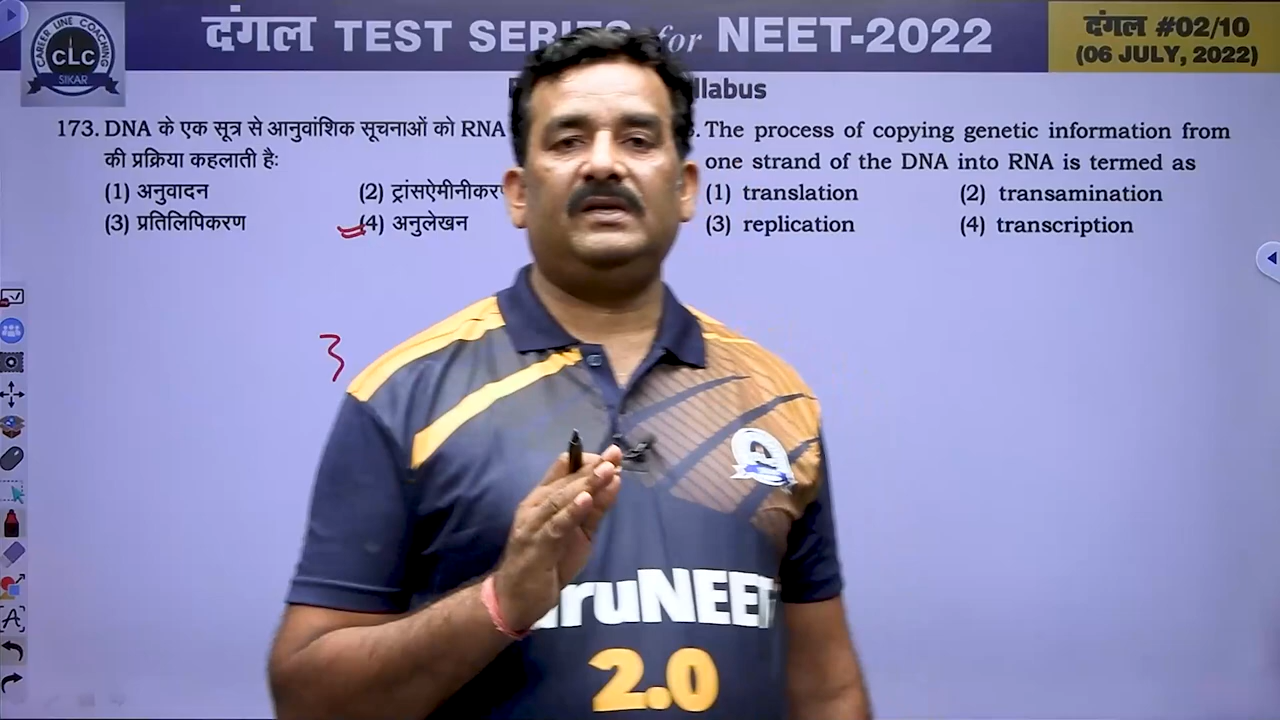 दंगल TEST SERIES for NEET-2022
दंगल #02/10
(06 JULY, 2022)
CAREER LINE COACHING
CLC
SIKAR
173. DNA के एक सूत्र से आनुवांशिक सूचनाओं को RNA
की प्रक्रिया कहलाती है:
(1) अनुवादन
(2) ट्रांसऐमीनीकरण
(3) प्रतिलिपिकरण
(4) अनुलेखन
The process of copying genetic information from
one strand of the DNA into RNA is termed as
(1) translation
(2) transamination
(3) replication
(4) transcription
3
NEET
2.0